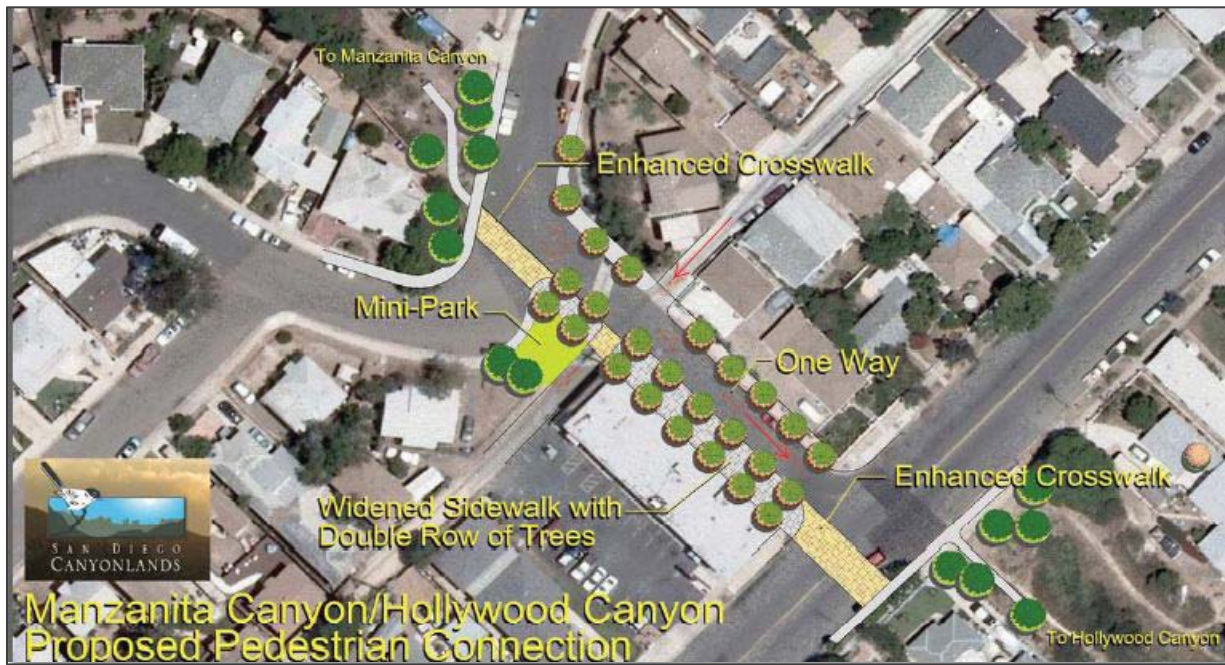 To Manzanita Canyon
Enhanced Crosswalk
Mini-Park
One Way
Enhanced Crosswalk
Widened Sidewalk with
Double Row of Trees
SAN DIEGO
CANYONLANDS
Manzanita Canyon/Hollywood Canyon
Proposed Pedestrian Connection
To Hollywood Canyon